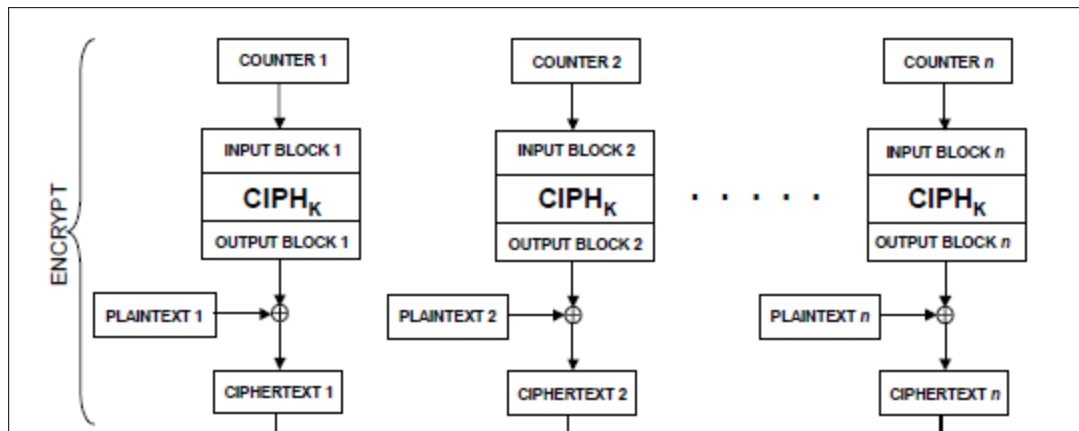 COUNTER 1
COUNTER 2
COUNTER n
INPUT BLOCK 1
INPUT BLOCK 2
INPUT BLOCK n
CIPHK
CIPHK
. . . . .
CIPHK
OUTPUT BLOCK 1
OUTPUT BLOCK 2
OUTPUT BLOCK n
ENCRYPT
PLAINTEXT 1
PLAINTEXT 2
PLAINTEXT n
CIPHERTEXT 1
CIPHERTEXT 2
CIPHERTEXT n